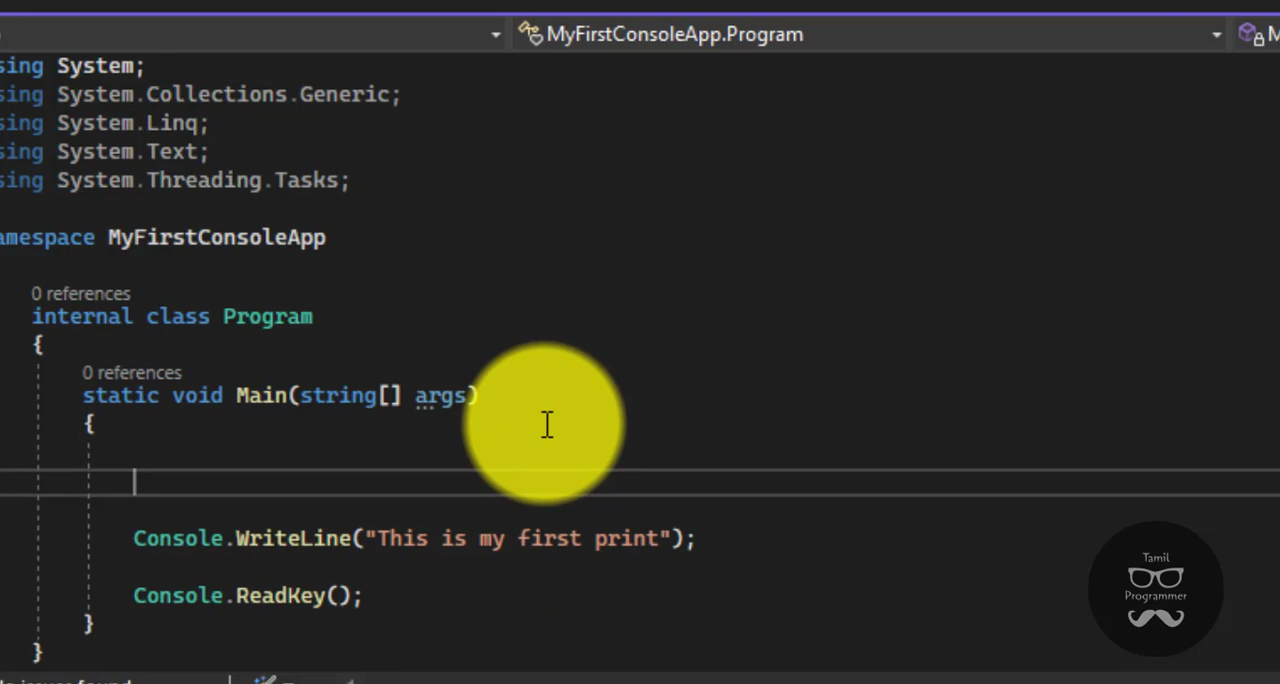 MyFirstConsoleApp.Program M
sing System;
sing System.Collections.Generic;
sing System.Linq;
sing System.Text;
sing System.Threading.Tasks;
amespace MyFirstConsoleApp
0 references
internal class Program
{
0 references
static void Main(string[] args)
{
Console.WriteLine("This is my first print");
Console.ReadKey();
}
}
Tamil
Programmer
issues found